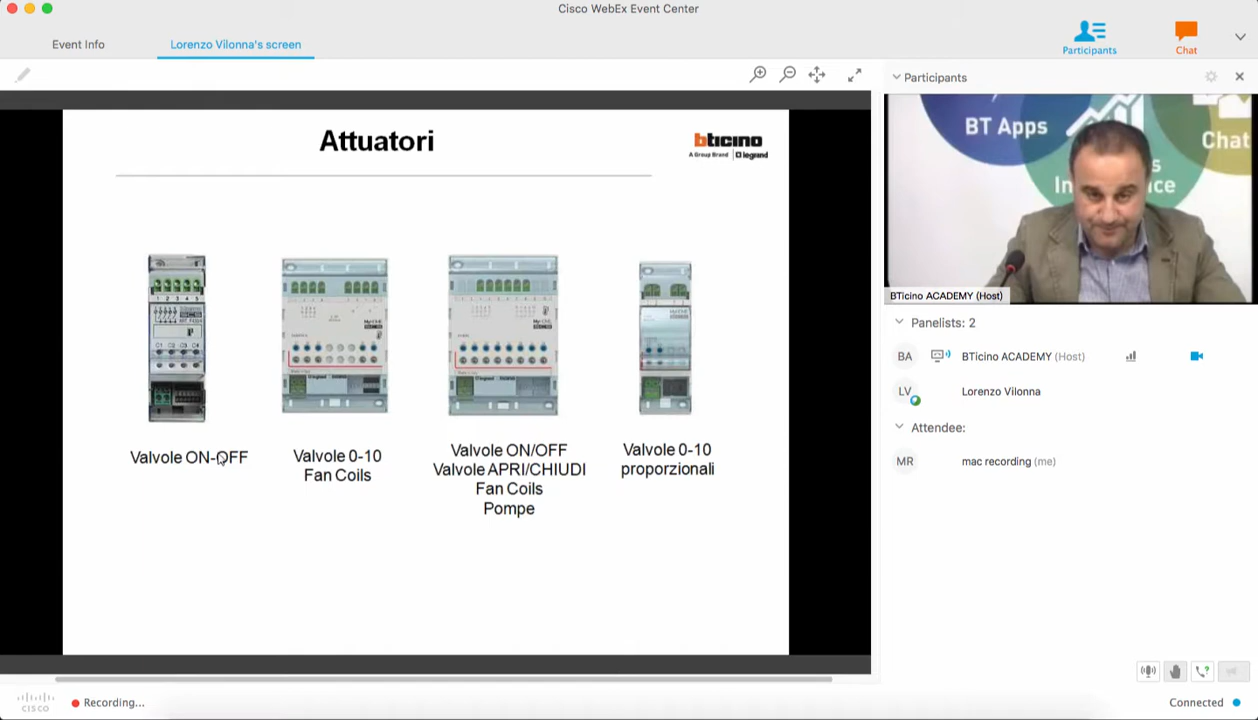 Cisco WebEx Event Center
Event Info
Lorenzo Vilonna's screen
Participants
Chat
Participants
Attuatori
bticino
A Group Brand legrand
Valvole ON-OFF
Valvole 0-10
Fan Coils
Valvole ON/OFF
Valvole APRI/CHIUDI
Fan Coils
Pompe
Valvole 0-10
proporzionali
BT Apps
Chat
BTicino ACADEMY (Host)
Panelists: 2
BA
BTicino ACADEMY (Host)
LV
Lorenzo Vilonna
Attendee:
MR
mac recording (me)
CISCO
Recording...
Connected